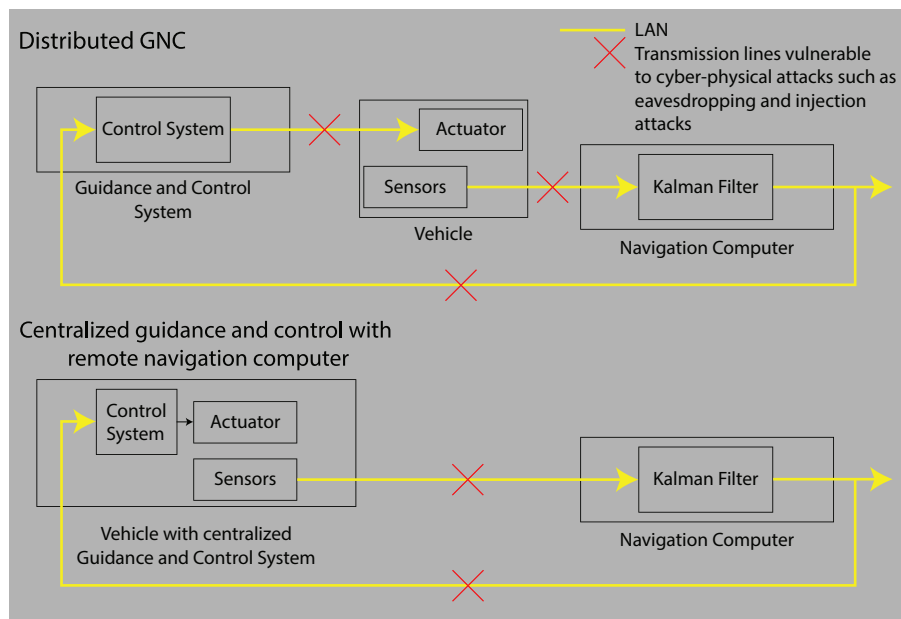 Distributed GNC
LAN
Transmission lines vulnerable
to cyber-physical attacks such as
eavesdropping and injection
attacks
Control System
Guidance and Control
System
Actuator
Sensors
Vehicle
Kalman Filter
Navigation Computer
Centralized guidance and control with
remote navigation computer
Control
System
Actuator
Sensors
Vehicle with centralized
Guidance and Control System
Kalman Filter
Navigation Computer